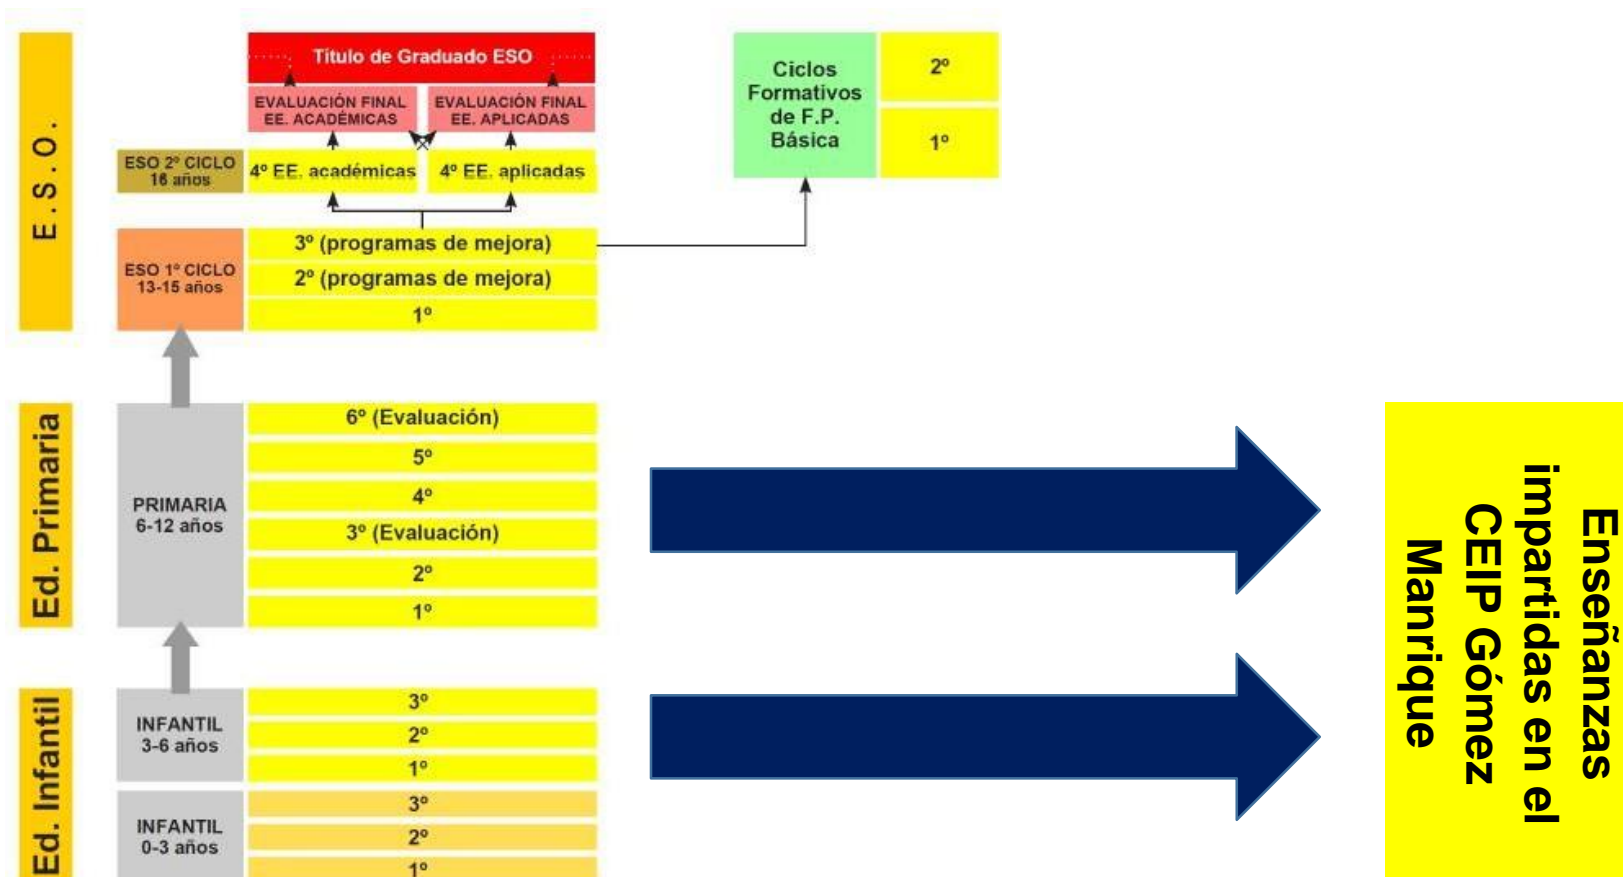 E.S.O.
Título de Graduado ESO
EVALUACIÓN FINAL
EE. ACADÉMICAS
EVALUACIÓN FINAL
EE. APLICADAS
ESO 2º CICLO
16 años
4º EE. académicas
4º EE. aplicadas
ESO 1º CICLO
13-15 años
3º (programas de mejora)
2º (programas de mejora)
1º
Ciclos
Formativos
de F.P.
Básica
2º
1º
Ed. Primaria
PRIMARIA
6-12 años
6º (Evaluación)
5º
4º
3º (Evaluación)
2º
1º
Ed. Infantil
INFANTIL
3-6 años
3º
2º
1º
INFANTIL
0-3 años
3º
2º
1º
Enseñanzas
impartidas en el
CEIP Gómez
Manrique